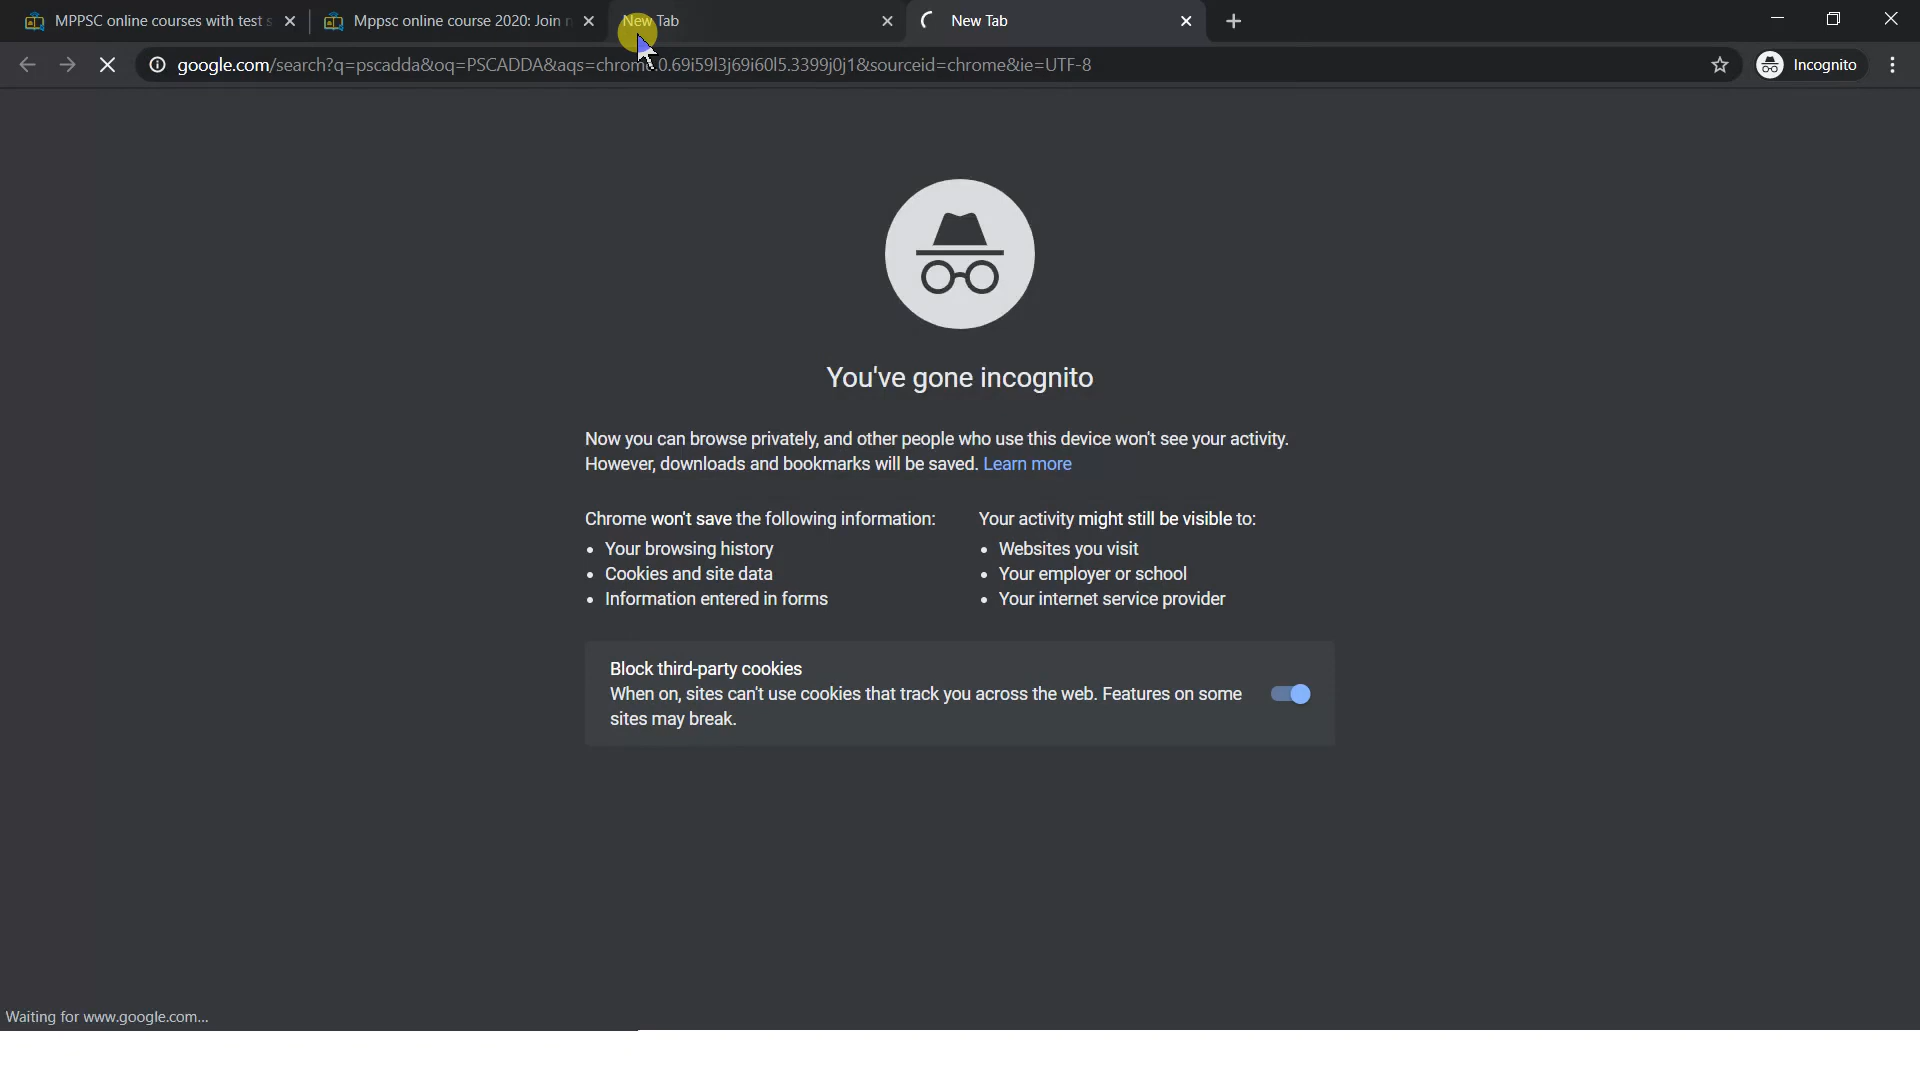 MPPSC online courses with test s
Mppsc online course 2020: Join n
New Tab
New Tab
google.com/search?q=pscadda&oq=PSCADDA&aqs=chrome.0.69i59l3j69i60l5.3399j0j1&sourceid=chrome&ie=UTF-8
Incognito
You've gone incognito
Now you can browse privately, and other people who use this device won't see your activity.
However, downloads and bookmarks will be saved. Learn more
Chrome won't save the following information:
Your browsing history
Cookies and site data
Information entered in forms
Your activity might still be visible to:
Websites you visit
Your employer or school
Your internet service provider
Block third-party cookies
When on, sites can't use cookies that track you across the web. Features on some
sites may break.
Waiting for www.google.com...